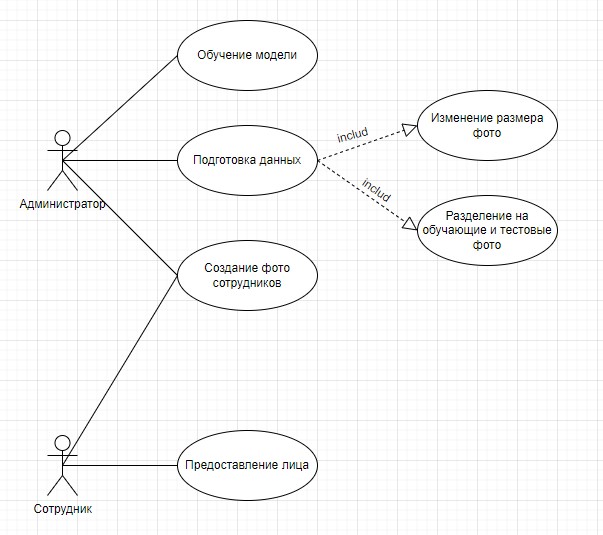 Обучение модели
Изменение размера
фото
includ
Подготовка данных
includ
Администратор
Разделение на
обучающие и тестовые
фото
Создание фото
сотрудников
Предоставление лица
Сотрудник